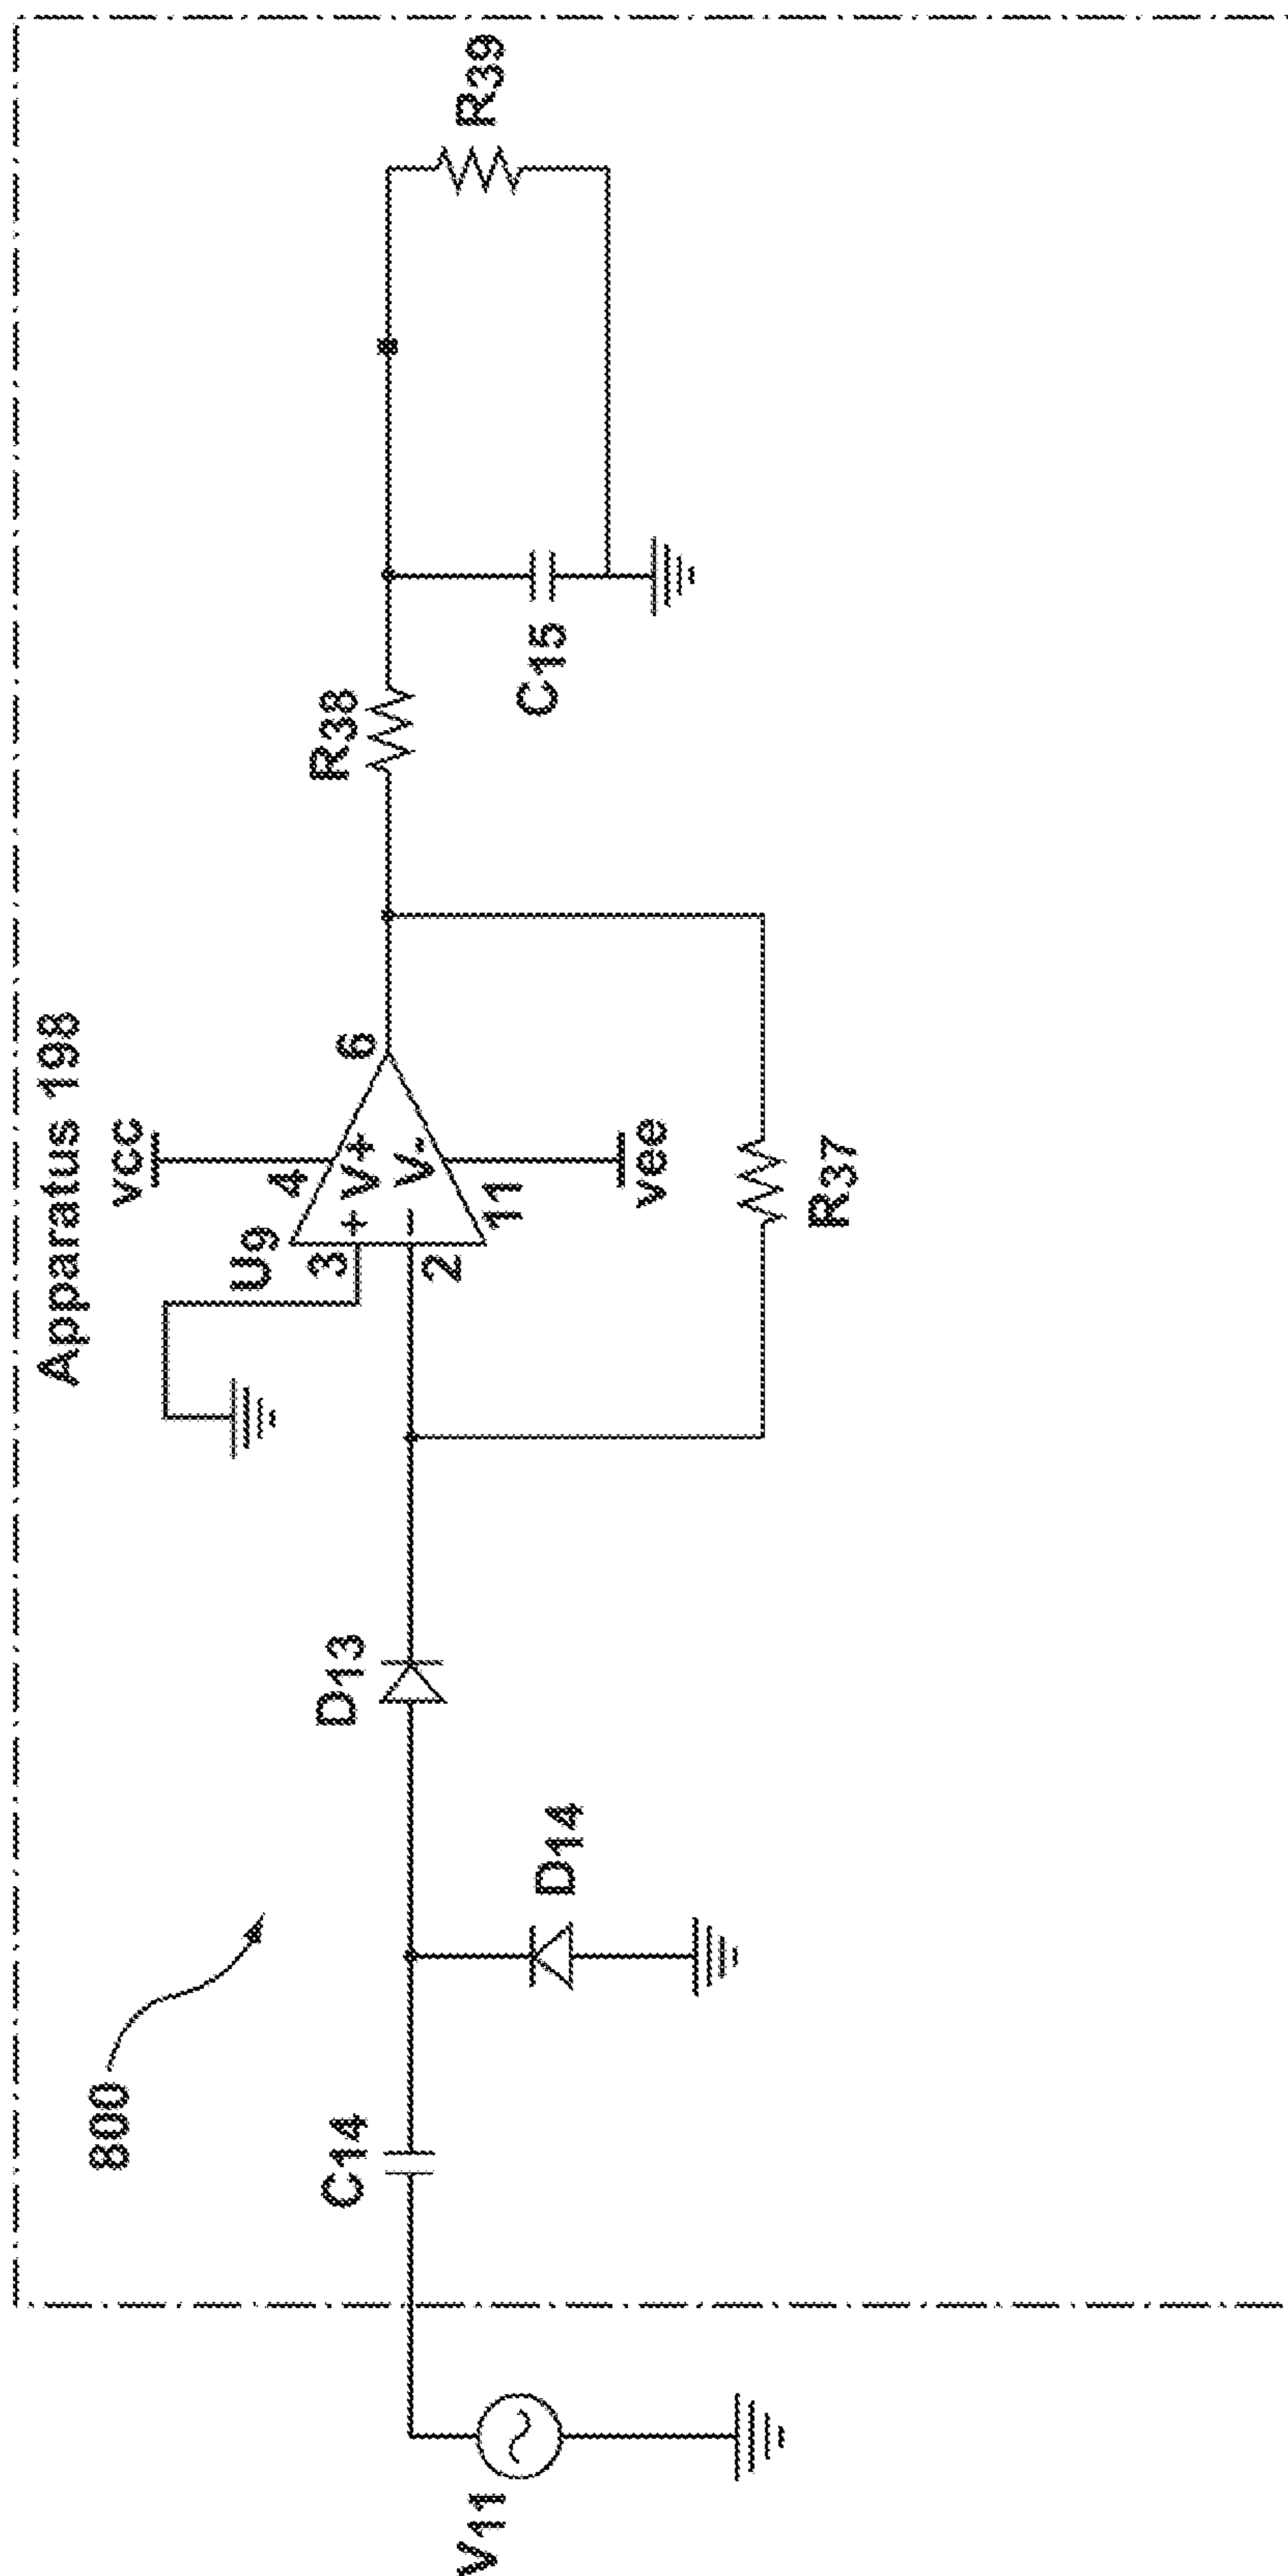 Apparatus 198
800
V11
C14
D14
D13
U9
3
2
+
−
4
V+
V-
11
vcc
vee
6
R37
R38
C15
R39